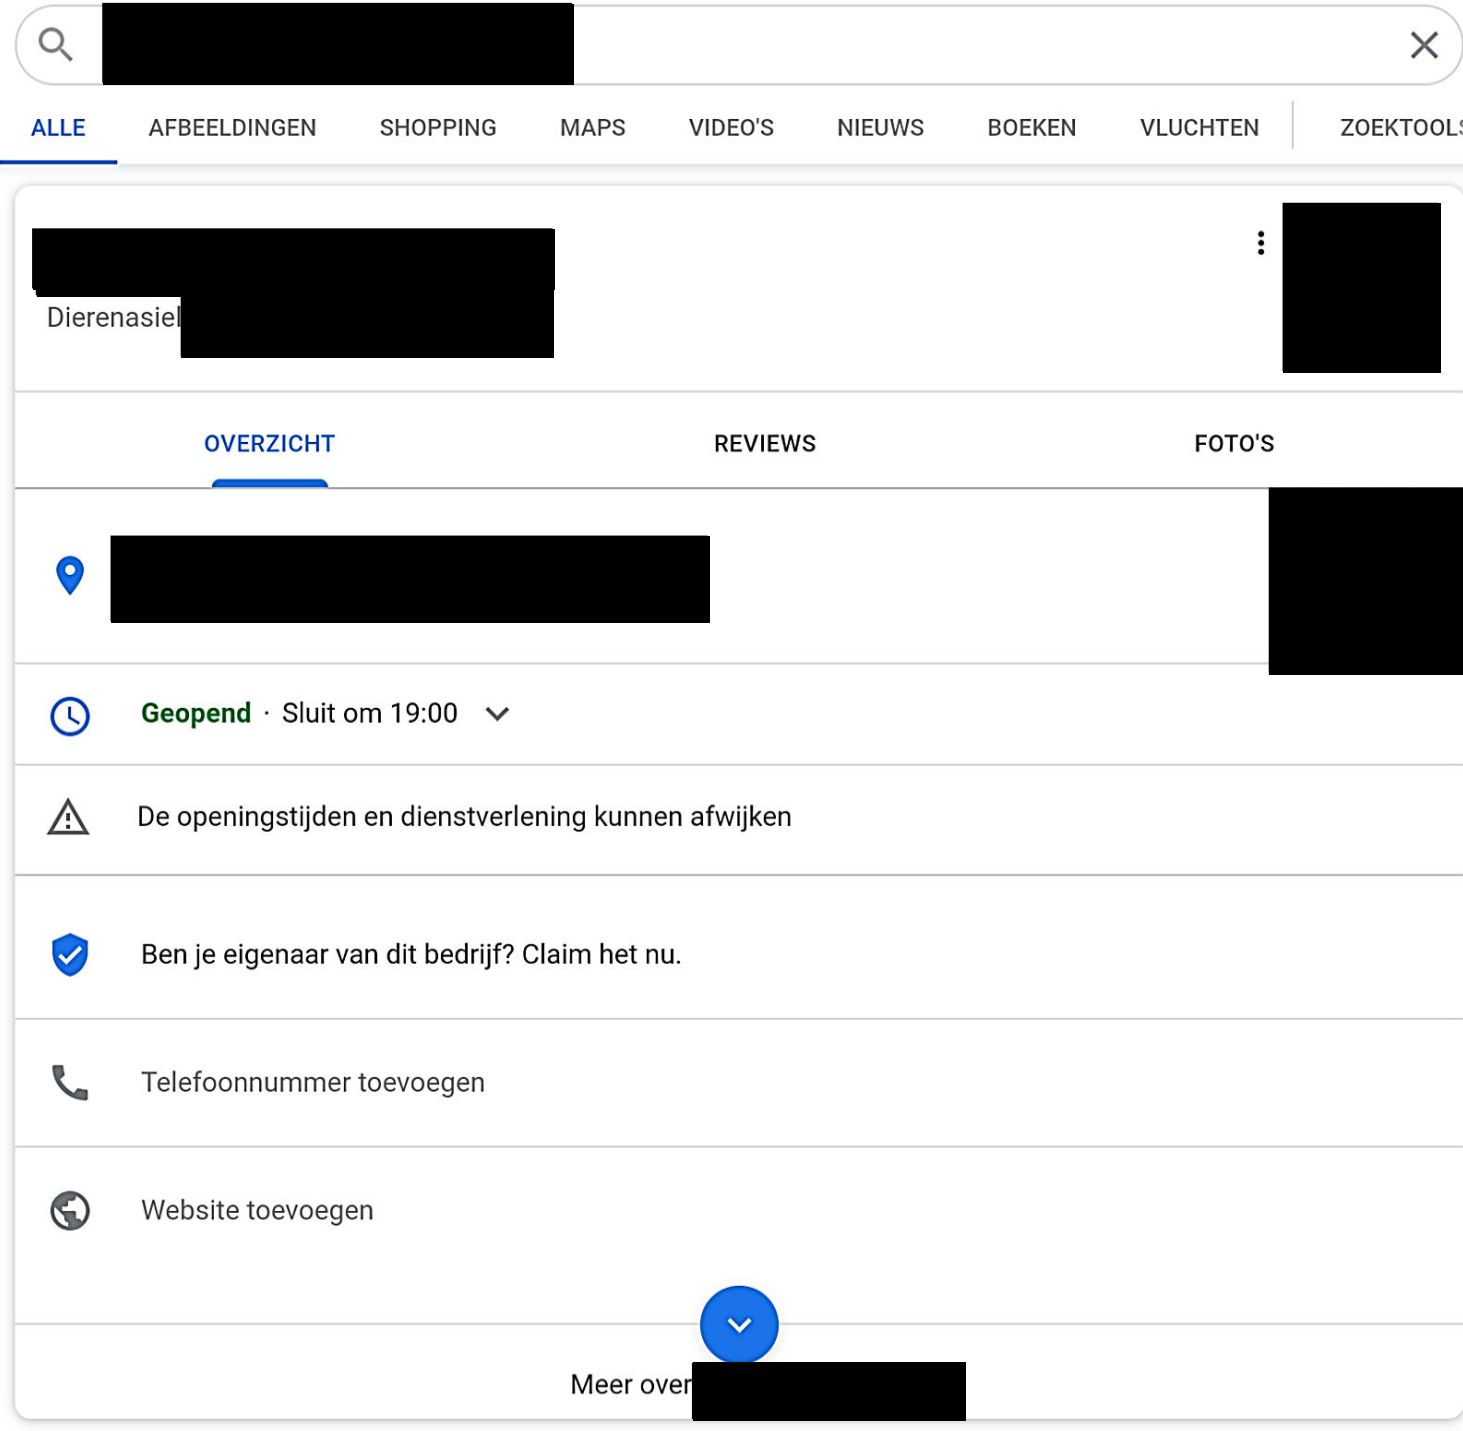 ALLE AFBEELDINGEN SHOPPING MAPS VIDEO'S NIEUWS BOEKEN VLUCHTEN ZOEKTOOLS
Dierenasiel
OVERZICHT REVIEWS FOTO'S
Geopend · Sluit om 19:00
De openingstijden en dienstverlening kunnen afwijken
Ben je eigenaar van dit bedrijf? Claim het nu.
Telefoonnummer toevoegen
Website toevoegen
Meer over